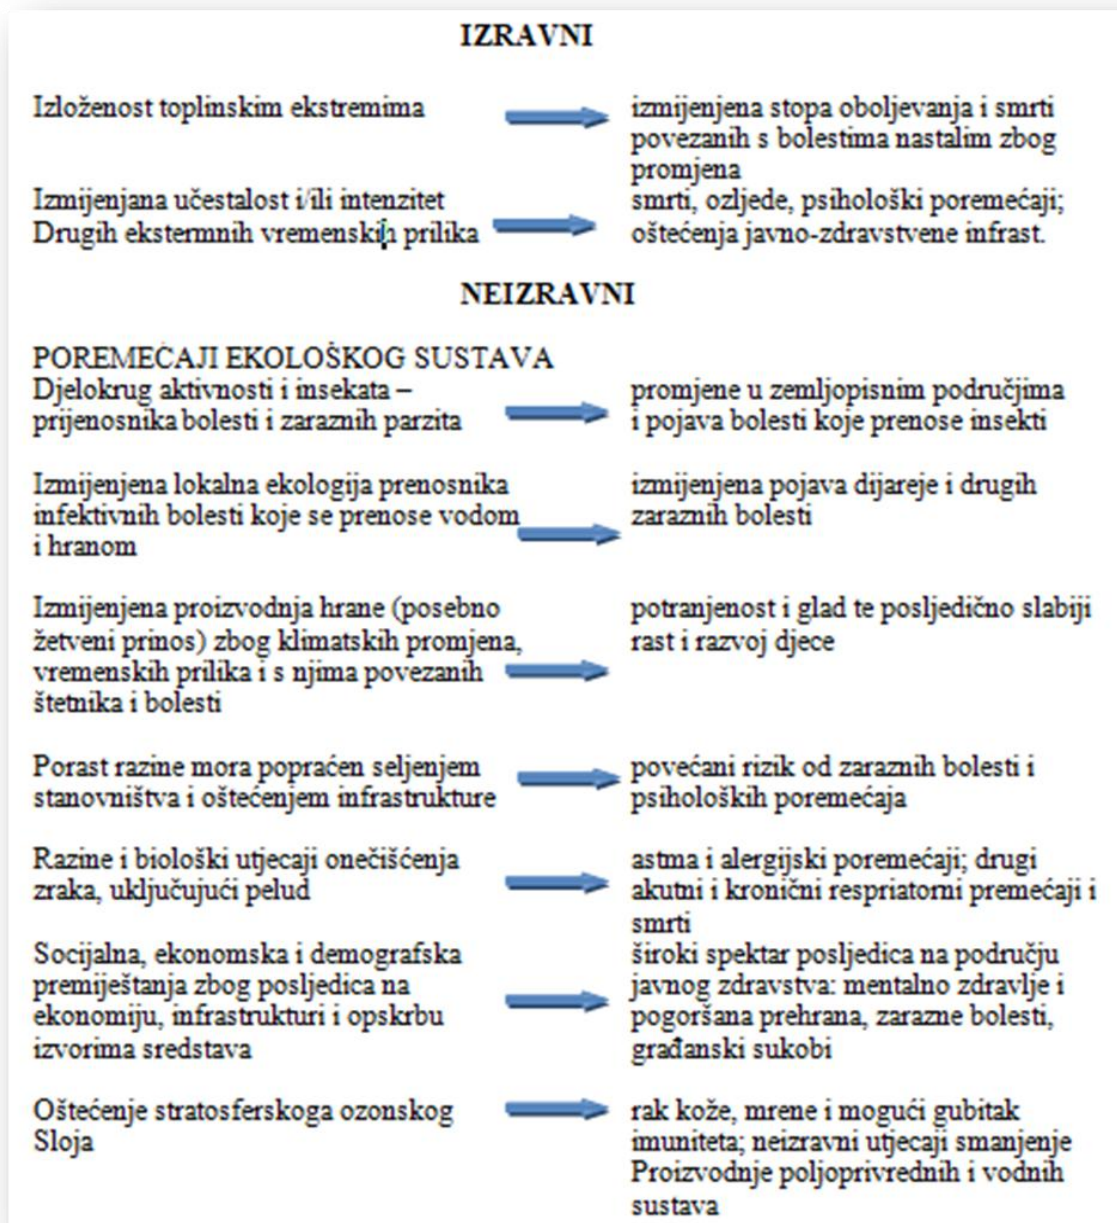 IZRAVNI
Izloženost toplinskim ekstremima
izmijenjena stopa oboljevanja i smrti
povezanih s bolestima nastalim zbog
promjena
Izmijenjana učestalost i/ili intenzitet
Drugih ekstermnih vremenskih prilika
smrti, ozljede, psihološki poremećaji;
oštećenja javno-zdravstvene infrast.
NEIZRAVNI
POREMEĆAJI EKOLOŠKOG SUSTAVA
Djelokrug aktivnosti i insekata –
prijenosnika bolesti i zaraznih parzita
promjene u zemljopisnim područjima
i pojava bolesti koje prenose insekti
Izmijenjena lokalna ekologija prenosnika
infektivnih bolesti koje se prenose vodom
i hranom
izmijenjena pojava dijareje i drugih
zaraznih bolesti
Izmijenjena proizvodnja hrane (posebno
žetveni prinos) zbog klimatskih promjena,
vremenskih prilika i s njima povezanih
štetnika i bolesti
potranjenost i glad te posljedično slabiji
rast i razvoj djece
Porast razine mora popraćen seljenjem
stanovništva i oštećenjem infrastrukture
povećani rizik od zaraznih bolesti i
psiholoških poremećaja
Razine i biološki utjecaji onečišćenja
zraka, uključujući pelud
astma i alergijski poremećaji; drugi
akutni i kronični respriatorni premećaji i
smrti
Socijalna, ekonomska i demografska
premiještanja zbog posljedica na
ekonomiju, infrastrukturi i opskrbu
izvorima sredstava
široki spektar posljedica na području
javnog zdravstva: mentalno zdravlje i
pogoršana prehrana, zarazne bolesti,
građanski sukobi
Oštećenje stratosferskoga ozonskog
Sloja
rak kože, mrene i mogući gubitak
imuniteta; neizravni utjecaji smanjenje
Proizvodnje poljoprivrednih i vodnih
sustava